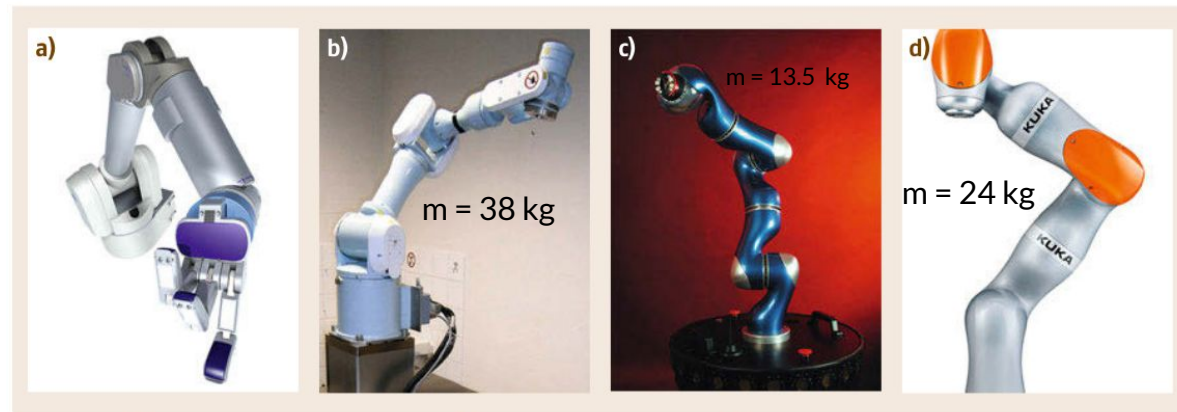 a)
b)
c)
d)
m = 38 kg
m = 13.5 kg
m = 24 kg
KUKA
KUKA